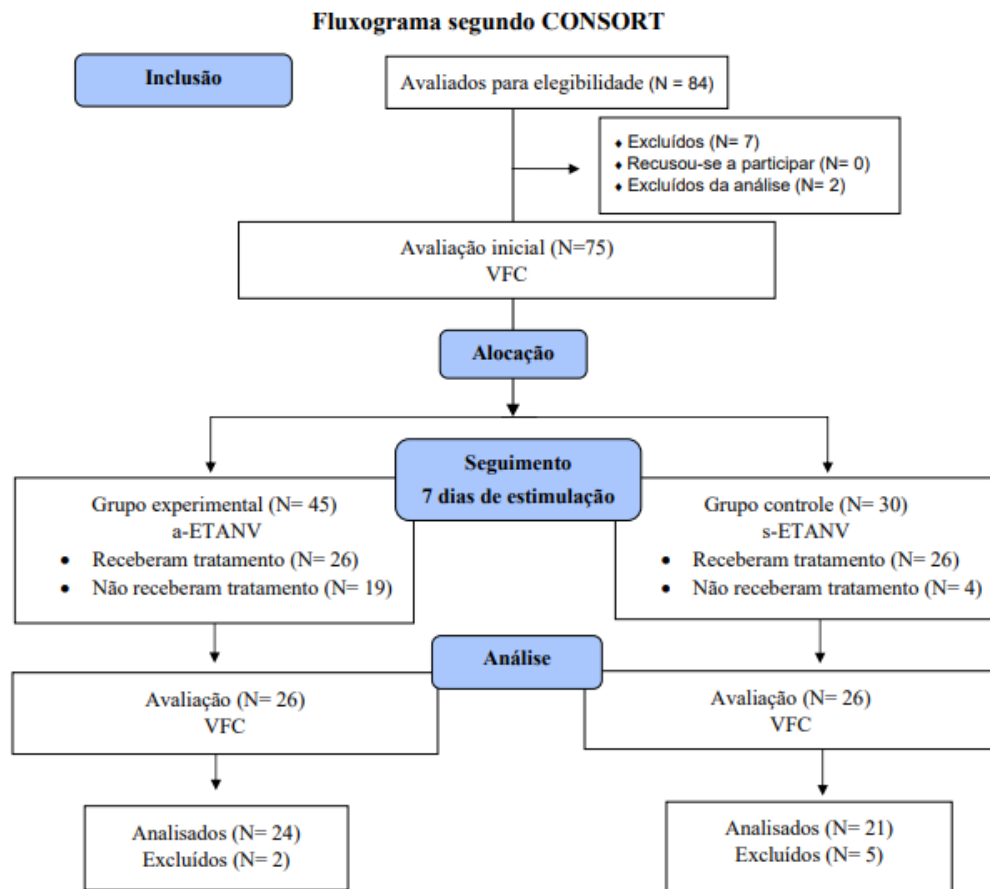 Fluxograma segundo CONSORT
Inclusão
Avaliados para elegibilidade (N = 84)
♦ Excluídos (N= 7)
♦ Recusou-se a participar (N= 0)
♦ Excluídos da análise (N= 2)
Avaliação inicial (N=75)
VFC
Alocação
Seguimento
7 dias de estimulação
Grupo experimental (N= 45)
a-ETANV
• Receberam tratamento (N= 26)
• Não receberam tratamento (N= 19)
Grupo controle (N= 30)
s-ETANV
• Receberam tratamento (N= 26)
• Não receberam tratamento (N= 4)
Análise
Avaliação (N= 26)
VFC
Avaliação (N= 26)
VFC
Analisados (N= 24)
Excluídos (N= 2)
Analisados (N= 21)
Excluídos (N= 5)